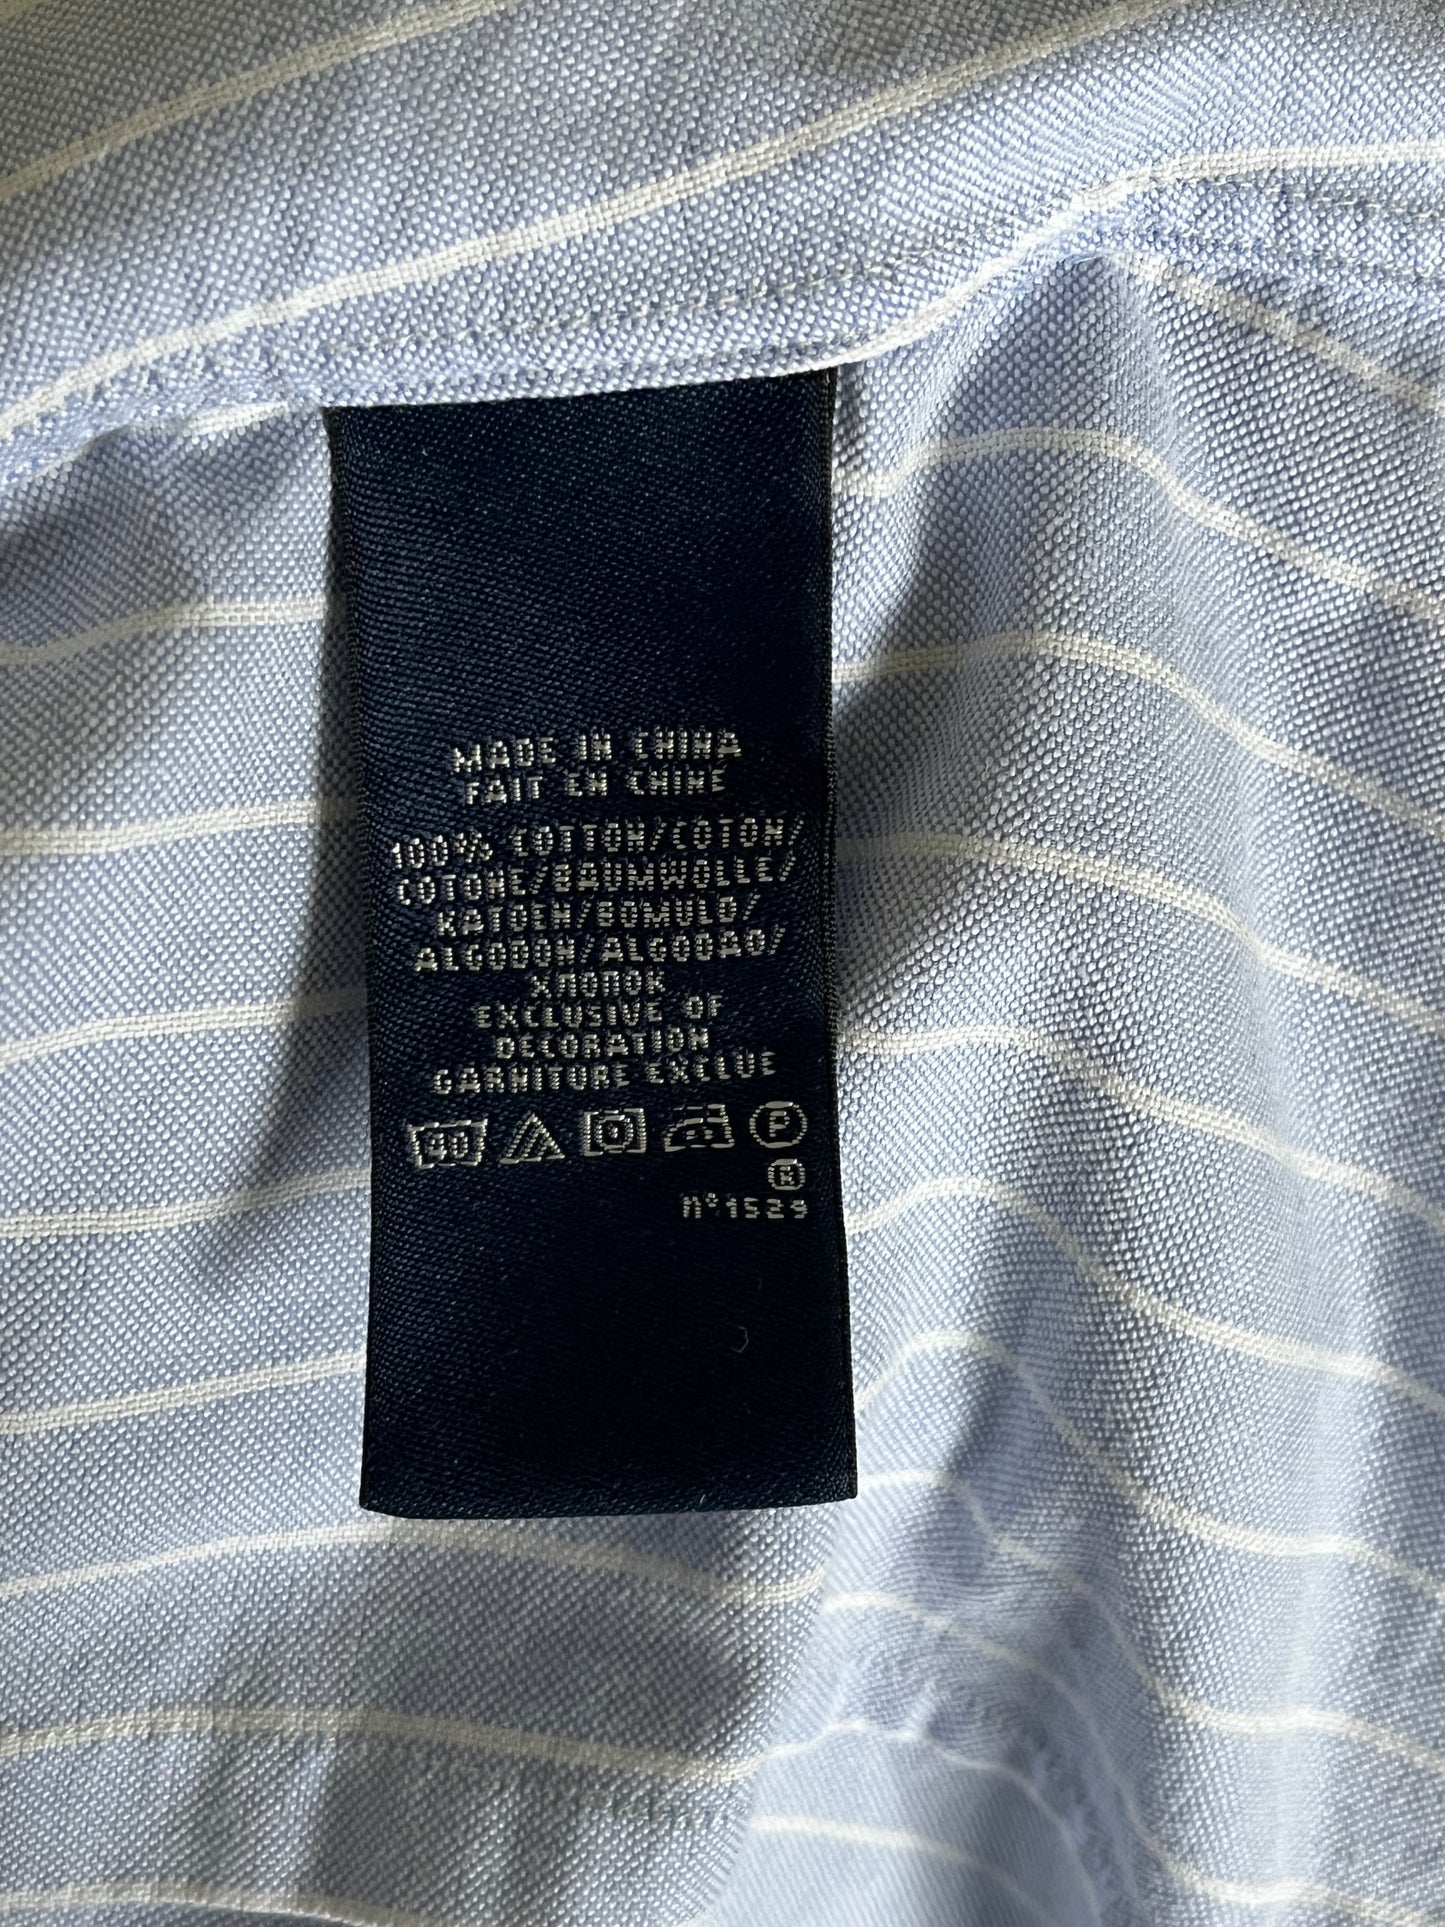 MADE IN CHINA
FAIT EN CHINE
100% COTTON/COTON/
COTONE/BAUMWOLLE/
KATOEN/BOMULD/
ALGODON/ALGODAO/
ХЛОПОК
EXCLUSIVE OF
DECORATION
GARNITURE EXCLUE
40 P
K
n°1529